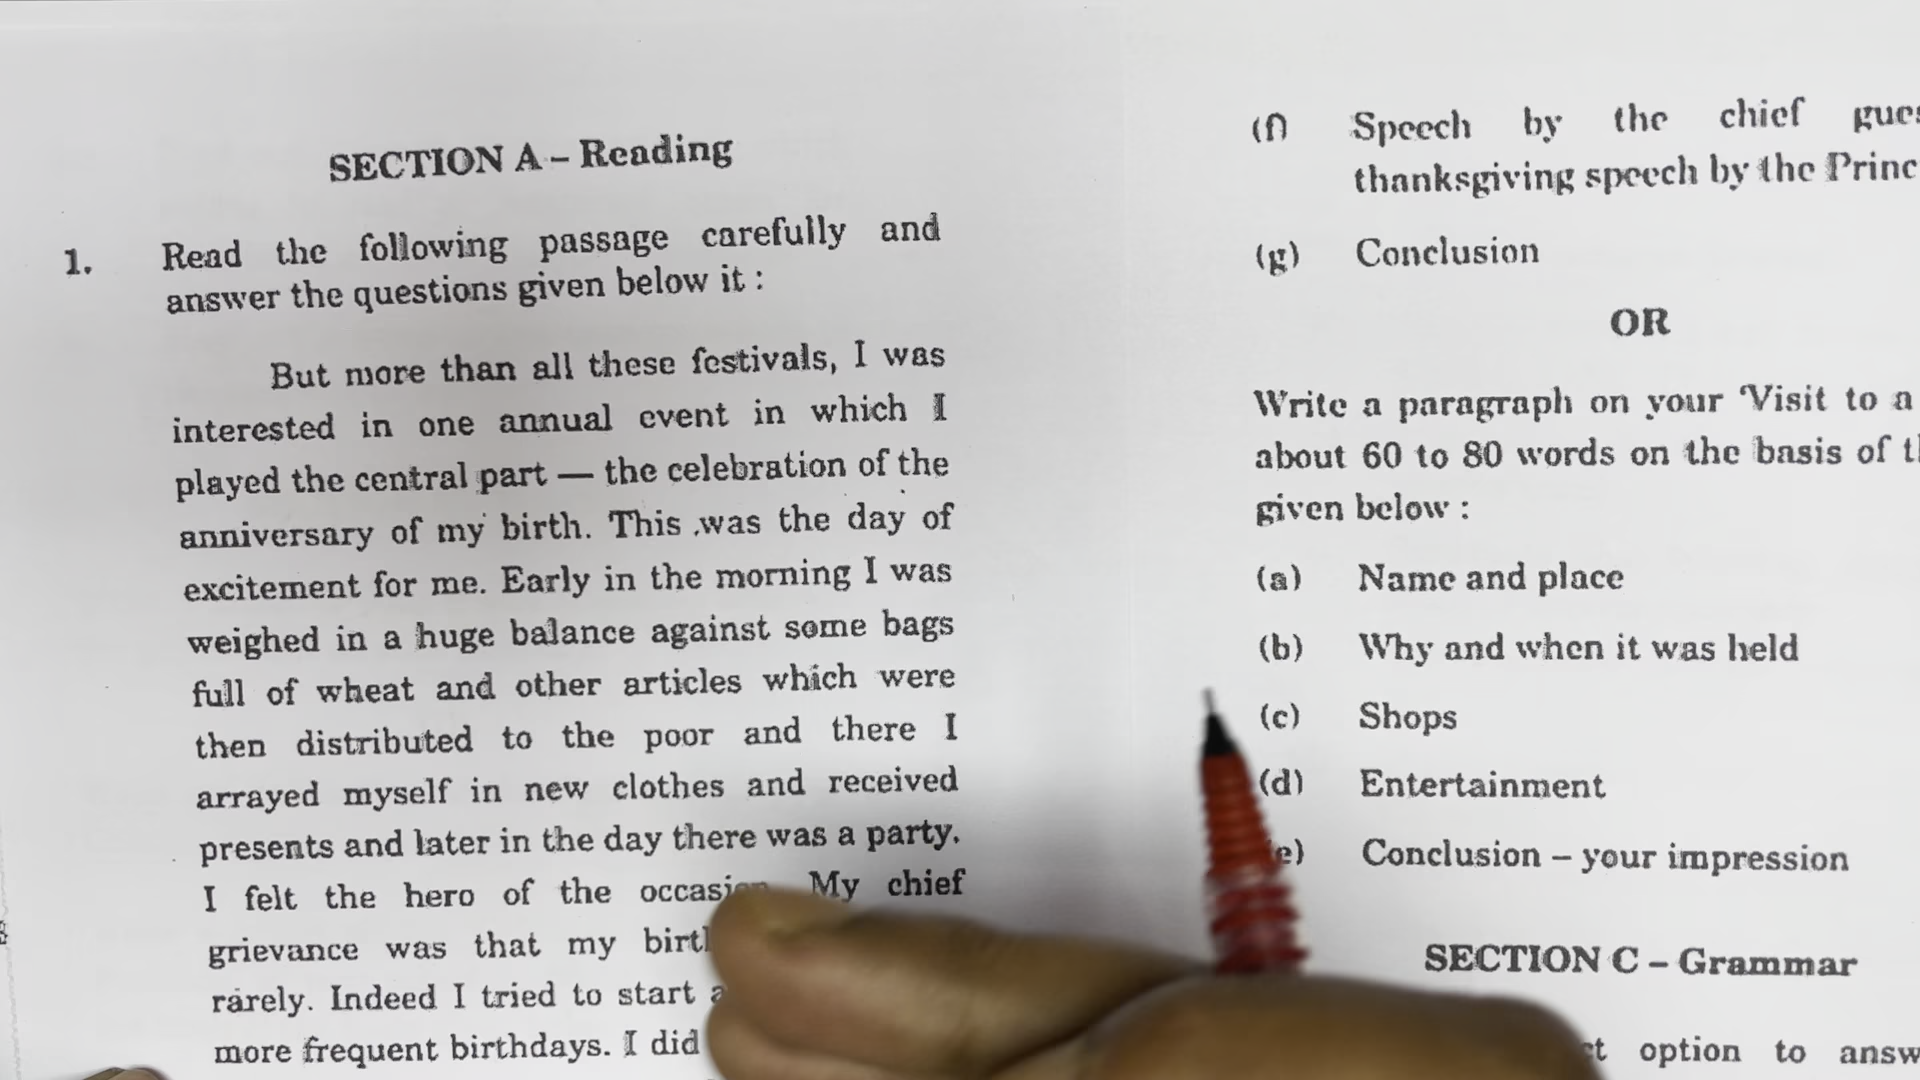 SECTION A – Reading
1. Read the following passage carefully and
answer the questions given below it :
But more than all these festivals, I was
interested in one annual event in which I
played the central part — the celebration of the
anniversary of my birth. This was the day of
excitement for me. Early in the morning I was
weighed in a huge balance against some bags
full of wheat and other articles which were
then distributed to the poor and there I
arrayed myself in new clothes and received
presents and later in the day there was a party.
I felt the hero of the My chief
grievance was that my
rarely. Indeed I tried to start
more frequent birthdays. I did
(f) Speech by the chief
thanksgiving speech by the
(g) Conclusion
OR
Write a paragraph on your ‘Visit to a
about 60 to 80 words on the basis of
given below :
(a) Name and place
(b) Why and when it was held
(c) Shops
(d) Entertainment
(e) Conclusion – your impression
SECTION C – Grammar
option to